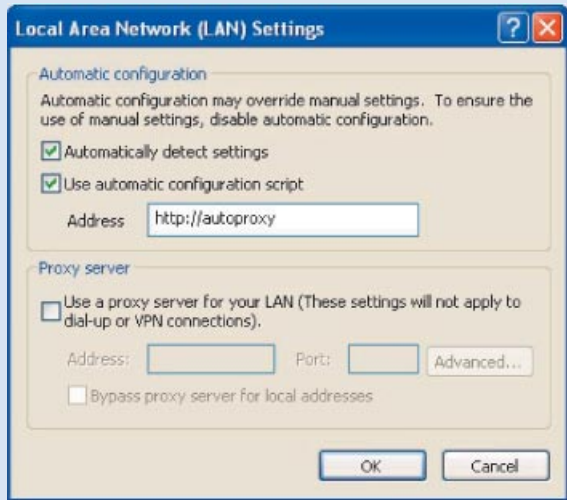 Local Area Network (LAN) Settings
Automatic configuration
Automatic configuration may override manual settings. To ensure the
use of manual settings, disable automatic configuration.
Automatically detect settings
Use automatic configuration script
Address http://autoproxy
Proxy server
Use a proxy server for your LAN (These settings will not apply to
dial-up or VPN connections).
Address: Port: Advanced...
Bypass proxy server for local addresses
OK Cancel